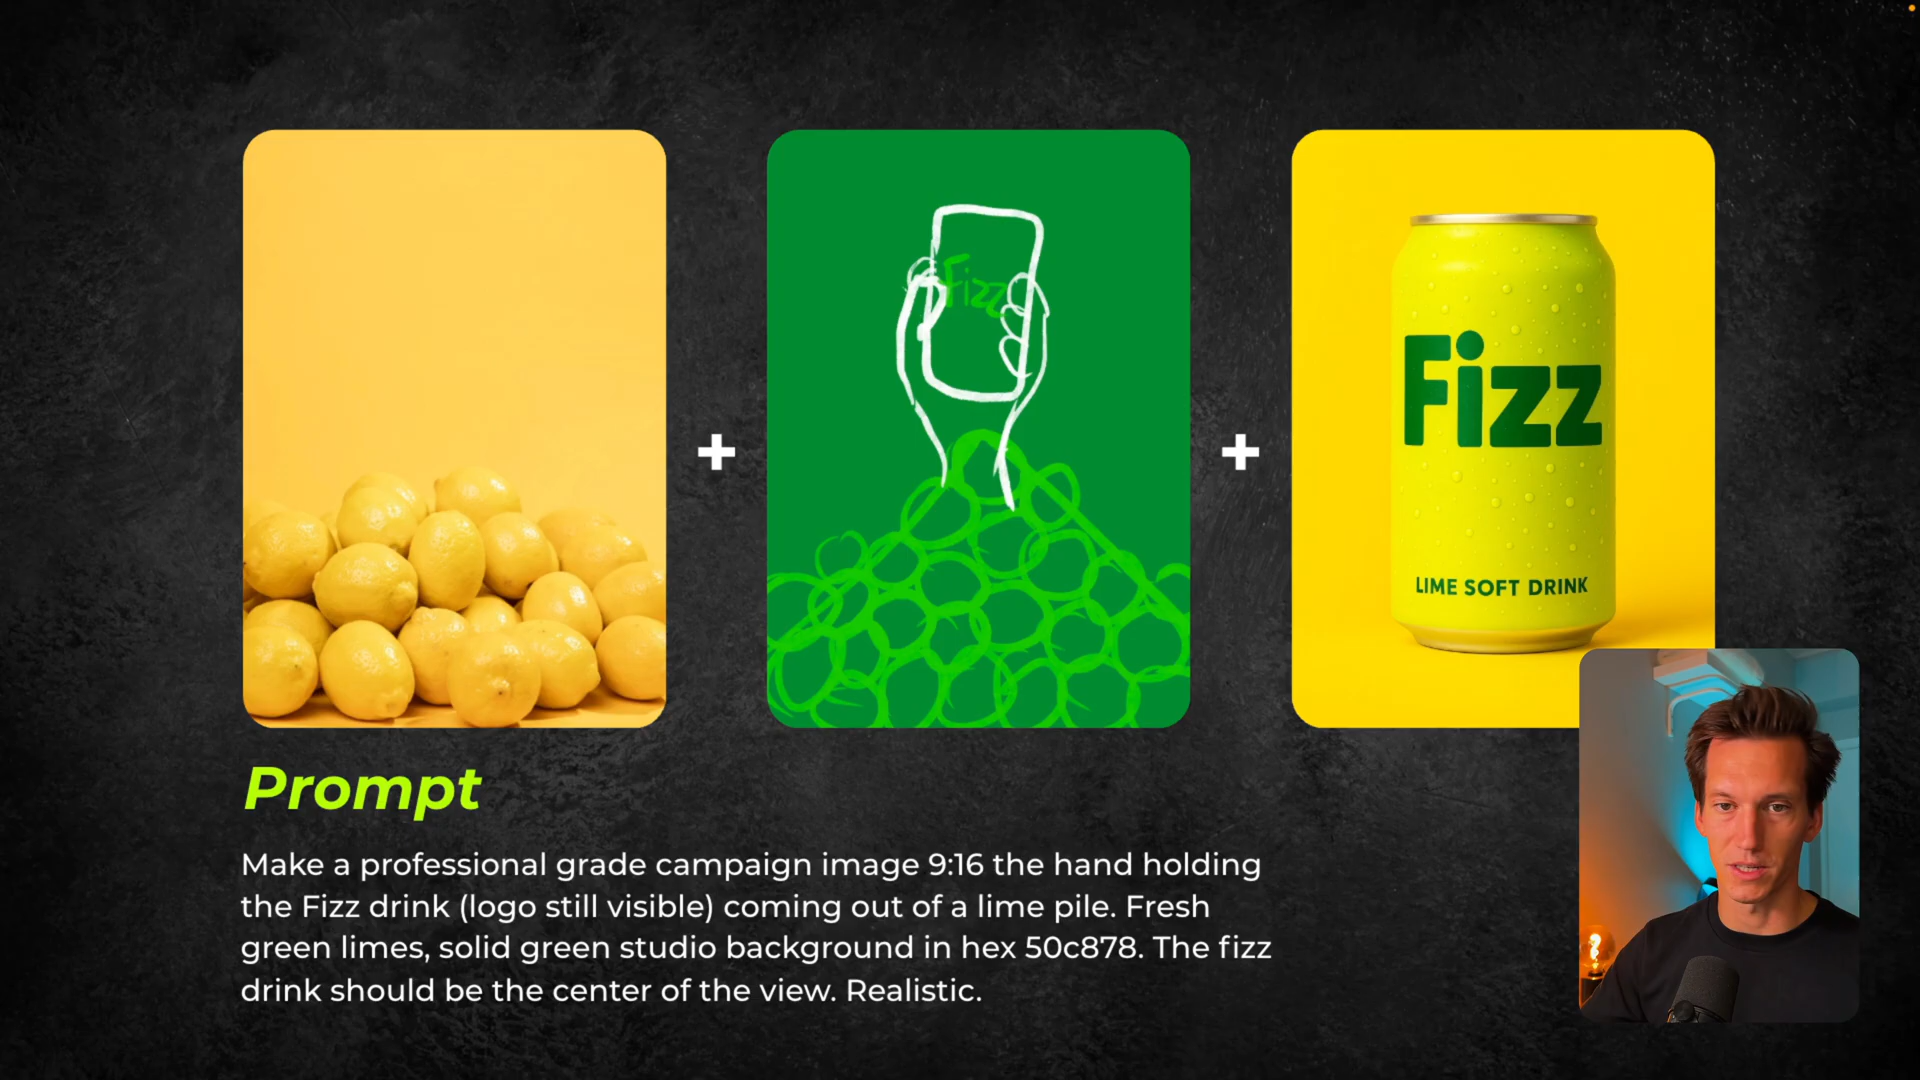 Fizz
Fizz
LIME SOFT DRINK
Prompt
Make a professional grade campaign image 9:16 the hand holding
the Fizz drink (logo still visible) coming out of a lime pile. Fresh
green limes, solid green studio background in hex 50c878. The fizz
drink should be the center of the view. Realistic.